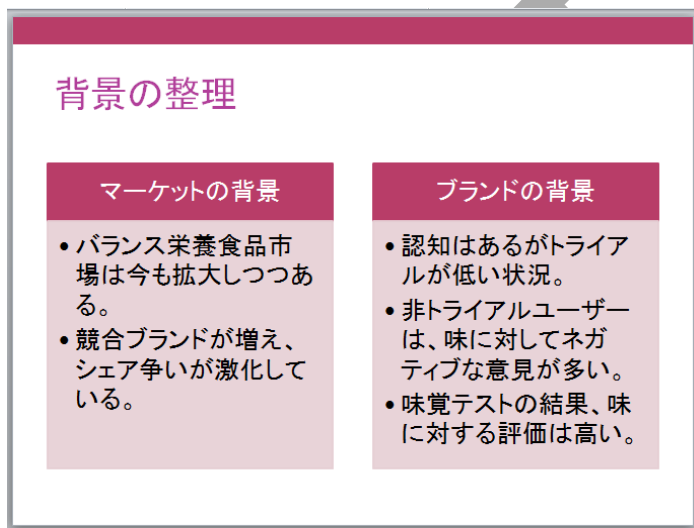 背景の整理
マーケットの背景
• バランス栄養食品市
場は今も拡大しつつあ
る。
• 競合ブランドが増え、
シェア争いが激化して
いる。
ブランドの背景
• 認知はあるがトライア
ルが低い状況。
• 非トライアルユーザー
は、味に対してネガ
ティブな意見が多い。
• 味覚テストの結果、味
に対する評価は高い。